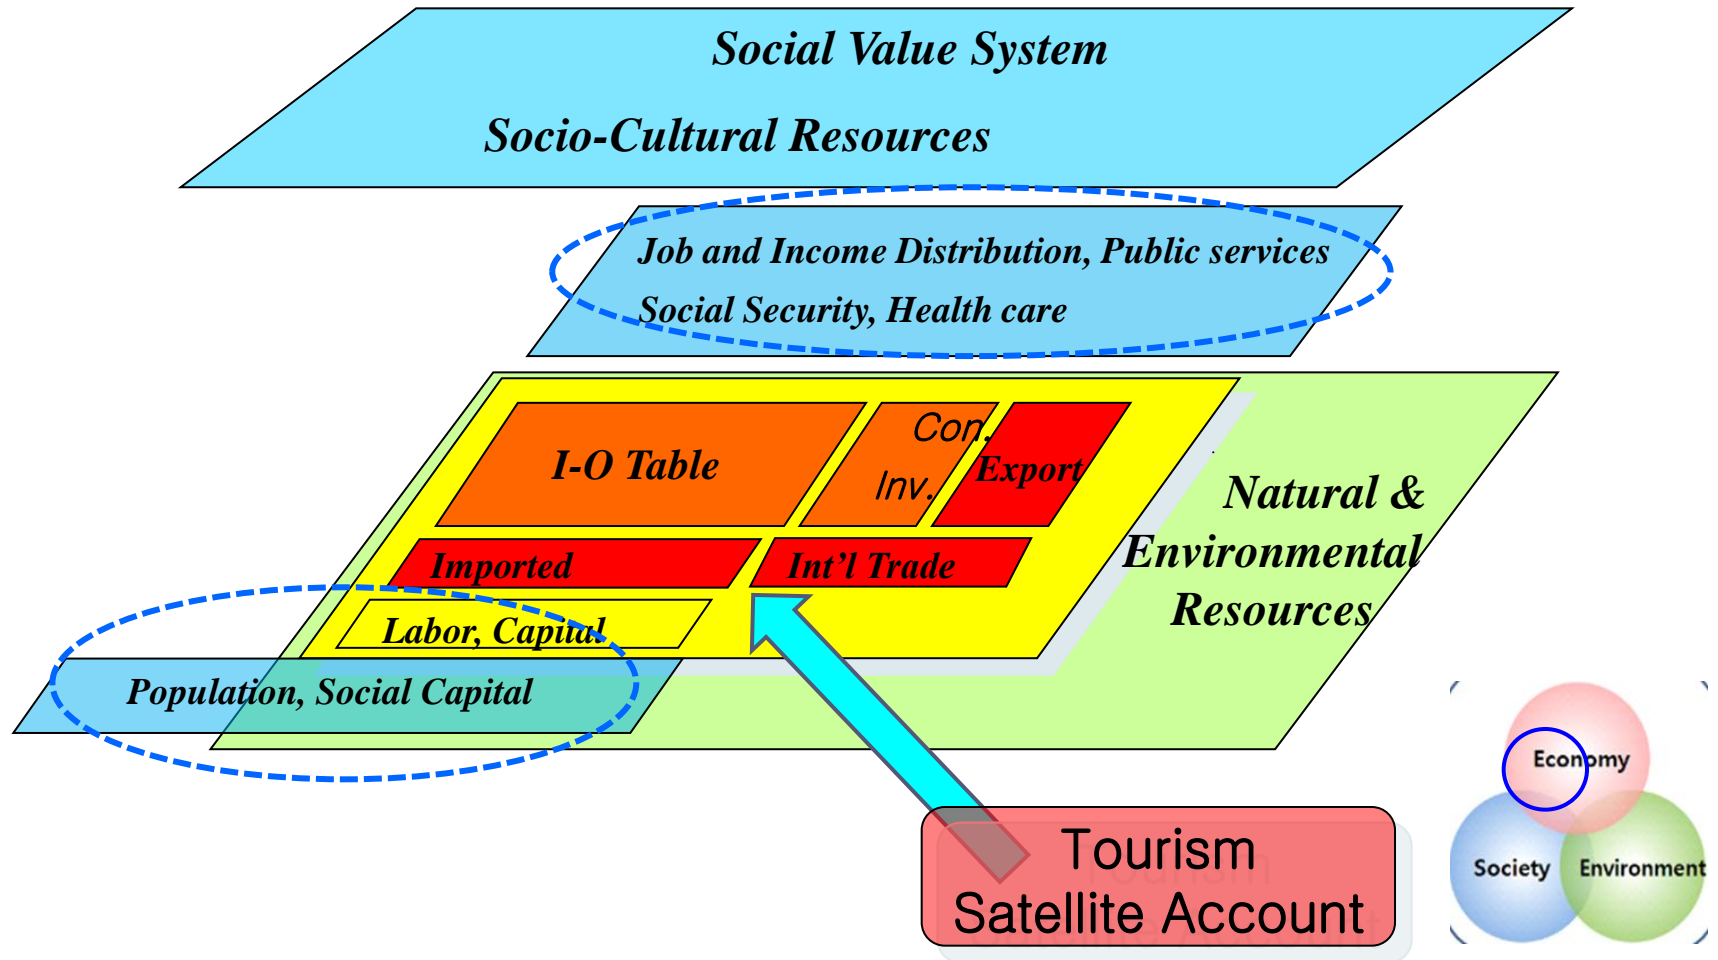 Social Value System
Socio-Cultural Resources
Job and Income Distribution, Public services
Social Security, Health care
I-O Table
Con.
Inv.
Export
Natural &
Environmental
Resources
Imported
Int'l Trade
Labor, Capital
Population, Social Capital
Tourism
Satellite Account
Economy
Society
Environment